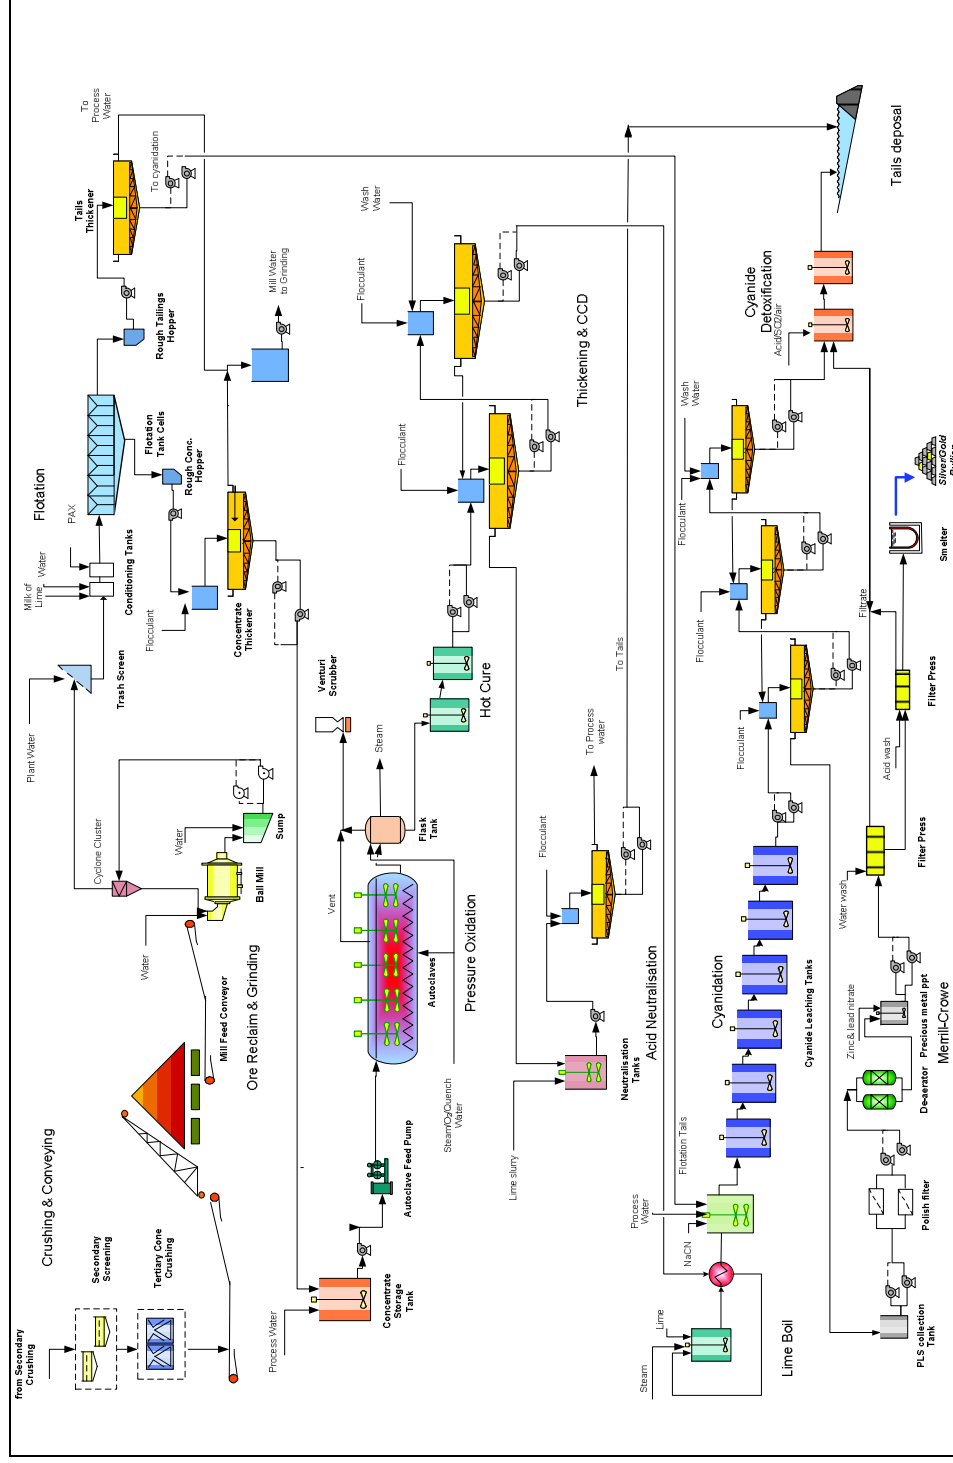 from Secondary
Crushing
Crushing & Conveying
Secondary
Screening
Tertiary Cone
Crushing
Ore Reclaim & Grinding
Mill Feed Conveyor
Water
Ball Mill
Cyclone Cluster
Water
Sump
Plant Water
Trash Screen
Flotation
Milk of
Lime
Water
PAX
Conditioning Tanks
Flotation
Tank Cells
Rough Conc.
Hopper
Rough Tailings
Hopper
Tails
Thickener
To
Process
Water
To cyanidation
Flocculant
Concentrate
Thickener
Mill Water
to Grinding
Process Water
Concentrate
Storage
Tank
Autoclave Feed Pump
Pressure Oxidation
Autoclaves
Steam/O2/Quench
Water
Vent
Venturi
Scrubber
Steam
Flask
Tank
Hot Cure
Thickening & CCD
Flocculant
Flocculant
Wash
Water
Acid Neutralisation
Lime slurry
Neutralisation
Tanks
Flocculant
To Process
water
To Tails
Lime Boil
Steam
Lime
NaCN
Process
Water
Flotation Tails
Cyanidation
Cyanide Leaching Tanks
Flocculant
Flocculant
Flocculant
Wash
Water
Cyanide
Detoxification
Acid/SO2/air
Tails deposal
Merrill-Crowe
PLS collection
Tank
Polish filter
De-aerator
Precious metal ppt
Zinc& lead nitrate
Water wash
Filter Press
Acid wash
Filter Press
Filtrate
Smelter
Silver/Gold